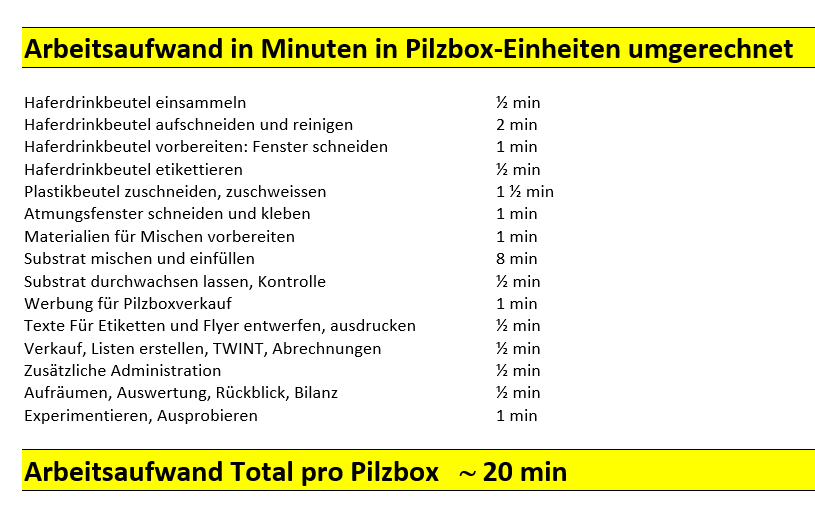 Arbeitsaufwand in Minuten in Pilzbox-Einheiten umgerechnet
Haferdrinkbeutel einsammeln ½ min
Haferdrinkbeutel aufschneiden und reinigen 2 min
Haferdrinkbeutel vorbereiten: Fenster schneiden 1 min
Haferdrinkbeutel etikettieren ½ min
Plastikbeutel zuschneiden, zuschweissen 1 ½ min
Atmungsfenster schneiden und kleben 1 min
Materialien für Mischen vorbereiten 1 min
Substrat mischen und einfüllen 8 min
Substrat durchwachsen lassen, Kontrolle ½ min
Werbung für Pilzboxverkauf 1 min
Texte Für Etiketten und Flyer entwerfen, ausdrucken ½ min
Verkauf, Listen erstellen, TWINT, Abrechnungen ½ min
Zusätzliche Administration ½ min
Aufräumen, Auswertung, Rückblick, Bilanz ½ min
Experimentieren, Ausprobieren 1 min
Arbeitsaufwand Total pro Pilzbox ~ 20 min